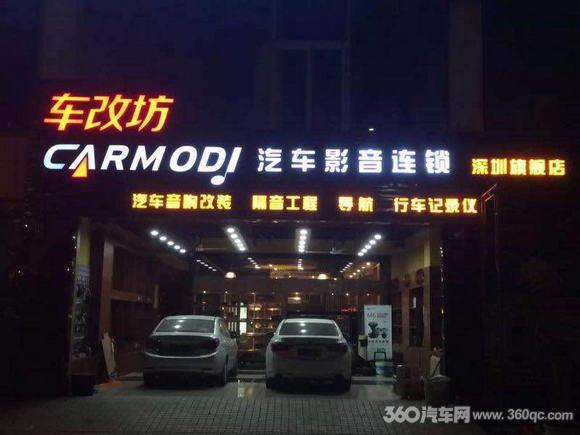 车改坊
CARMODI 汽车影音连锁 深圳旗舰店
汽车音响改装 隔音工程 导航 行车记录仪
M6
360汽车网 www.360qc.com